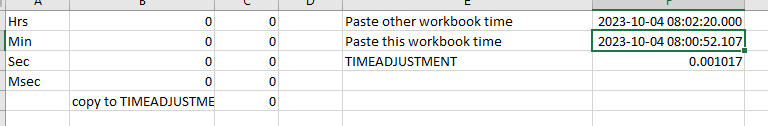 A B C D E F
Hrs 0 0 Paste other workbook time 2023-10-04 08:02:20.000
Min 0 0 Paste this workbook time 2023-10-04 08:00:52.107
Sec 0 0 TIMEADJUSTMENT 0.001017
Msec 0 0
copy to TIMEADJUSTME 0